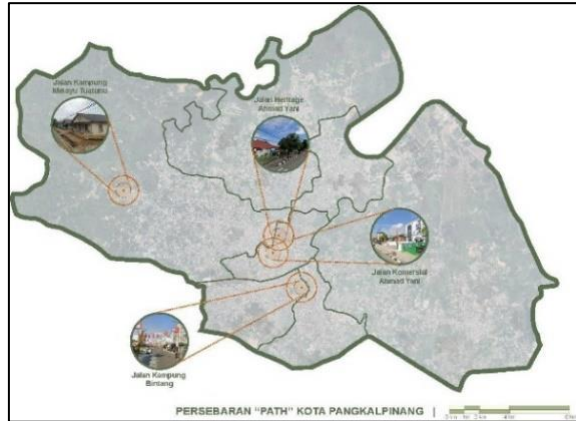 Jalan Kampung
Melayu Tuatunu
Jalan Heritage
Ahmad Yani
Jalan Komersial
Ahmad Yani
Jalan Kampung
Bintang
PERSEBARAN "PATH" KOTA PANGKALPINANG |